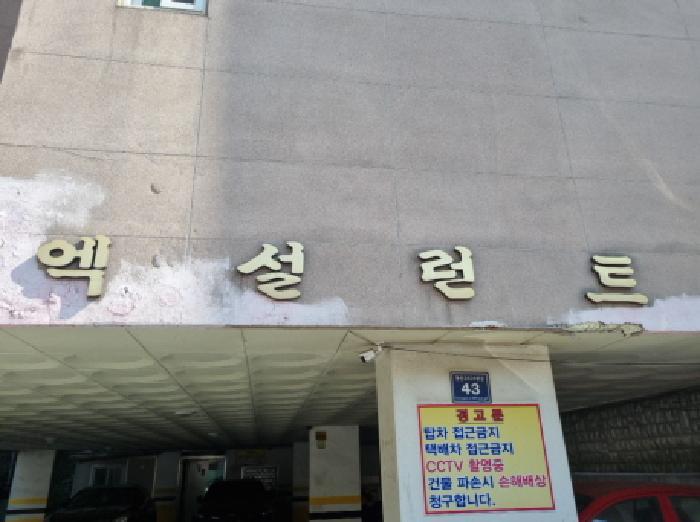 엑설런트
43
경고문
탑차 접근금지
택배차 접근금지
CCTV 촬영중
건물 파손시 손해배상
청구합니다.